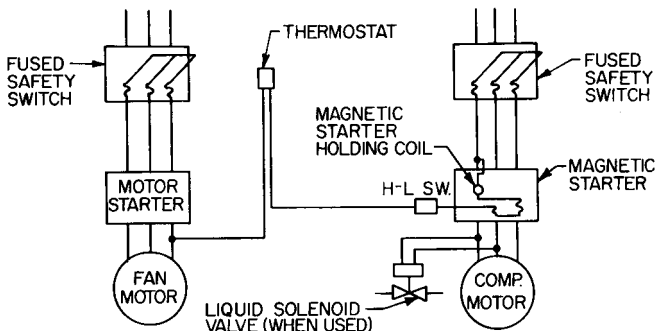 FUSED
SAFETY
SWITCH
THERMOSTAT
FUSED
SAFETY
SWITCH
MAGNETIC
STARTER
HOLDING COIL
MAGNETIC
STARTER
MOTOR
STARTER
H-L SW.
FAN
MOTOR
COMP.
MOTOR
LIQUID SOLENOID
VALVE (WHEN USED)